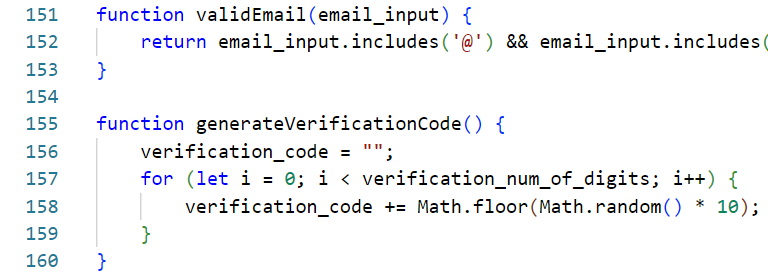 151 function validEmail(email_input) {
152 return email_input.includes('@') && email_input.includes(
153 }
154
155 function generateVerificationCode() {
156 verification_code = "";
157 for (let i = 0; i < verification_num_of_digits; i++) {
158 verification_code += Math.floor(Math.random() * 10);
159 }
160 }